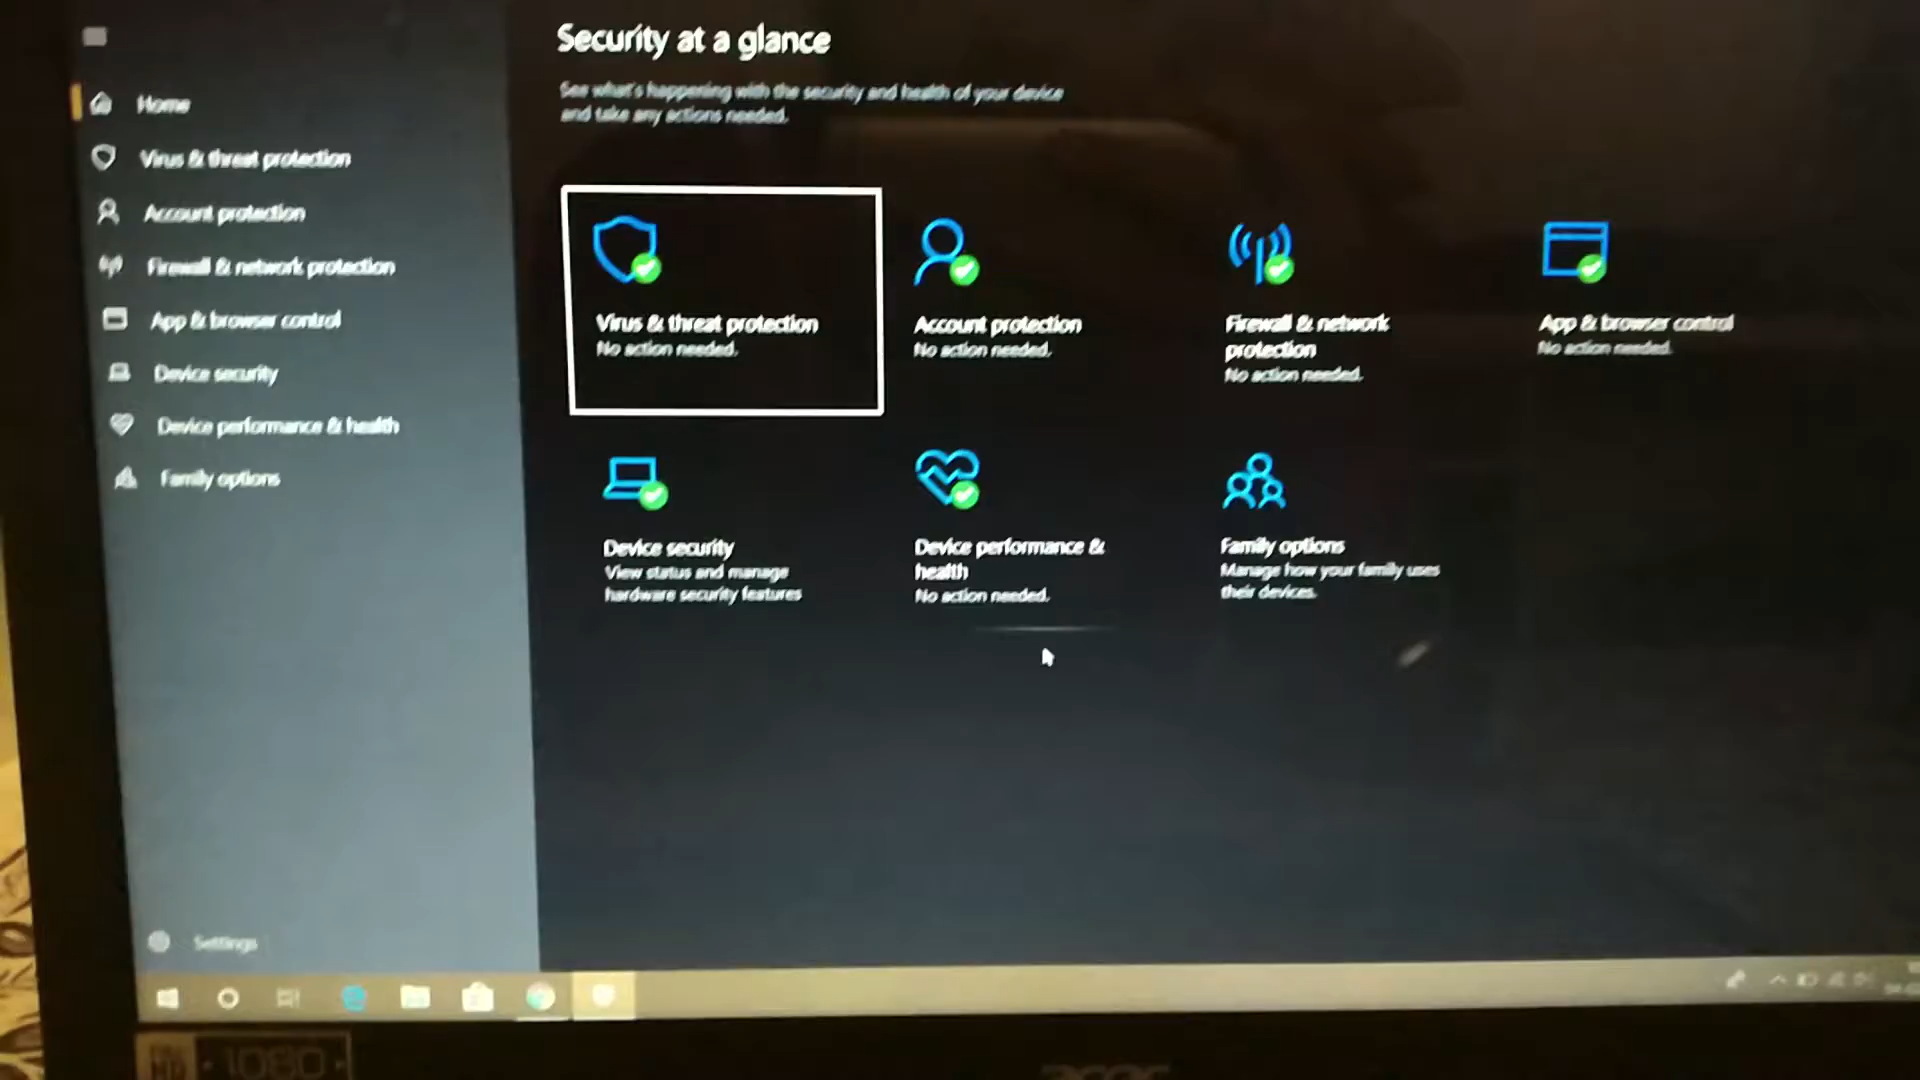 Security at a glance
See what's happening with the security and health of your device
and take any actions needed.
Home
Virus & threat protection
Account protection
Firewall & network protection
App & browser control
Device security
Device performance & health
Family options
Settings
Virus & threat protection
No action needed.
Account protection
No action needed.
Firewall & network
protection
No action needed.
App & browser control
No action needed.
Device security
View status and manage
hardware security features
Device performance &
health
No action needed.
Family options
Manage how your family uses
their devices.
1080
acer